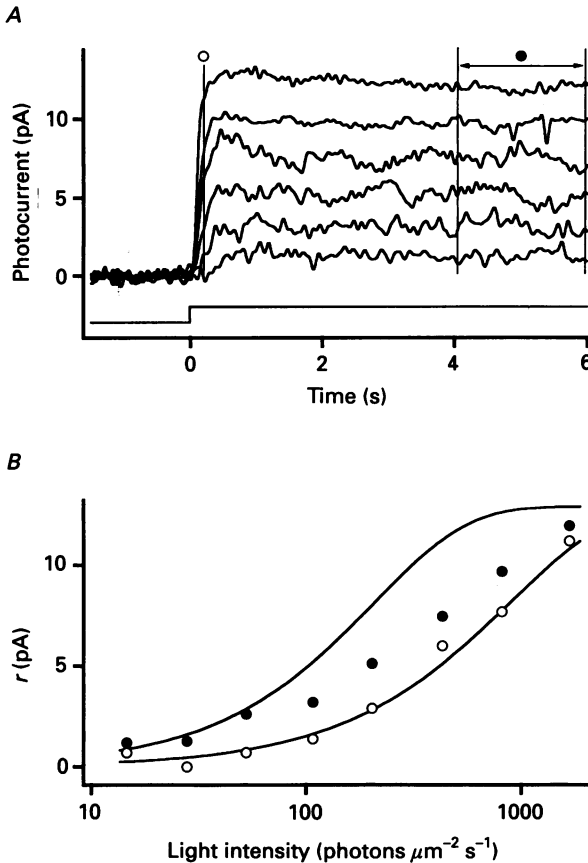 A
10
5
0
Photocurrent (pA)
0 2 4 6
Time (s)
B
10
5
0
r (pA)
10 100 1000
Light intensity (photons μm⁻² s⁻¹)